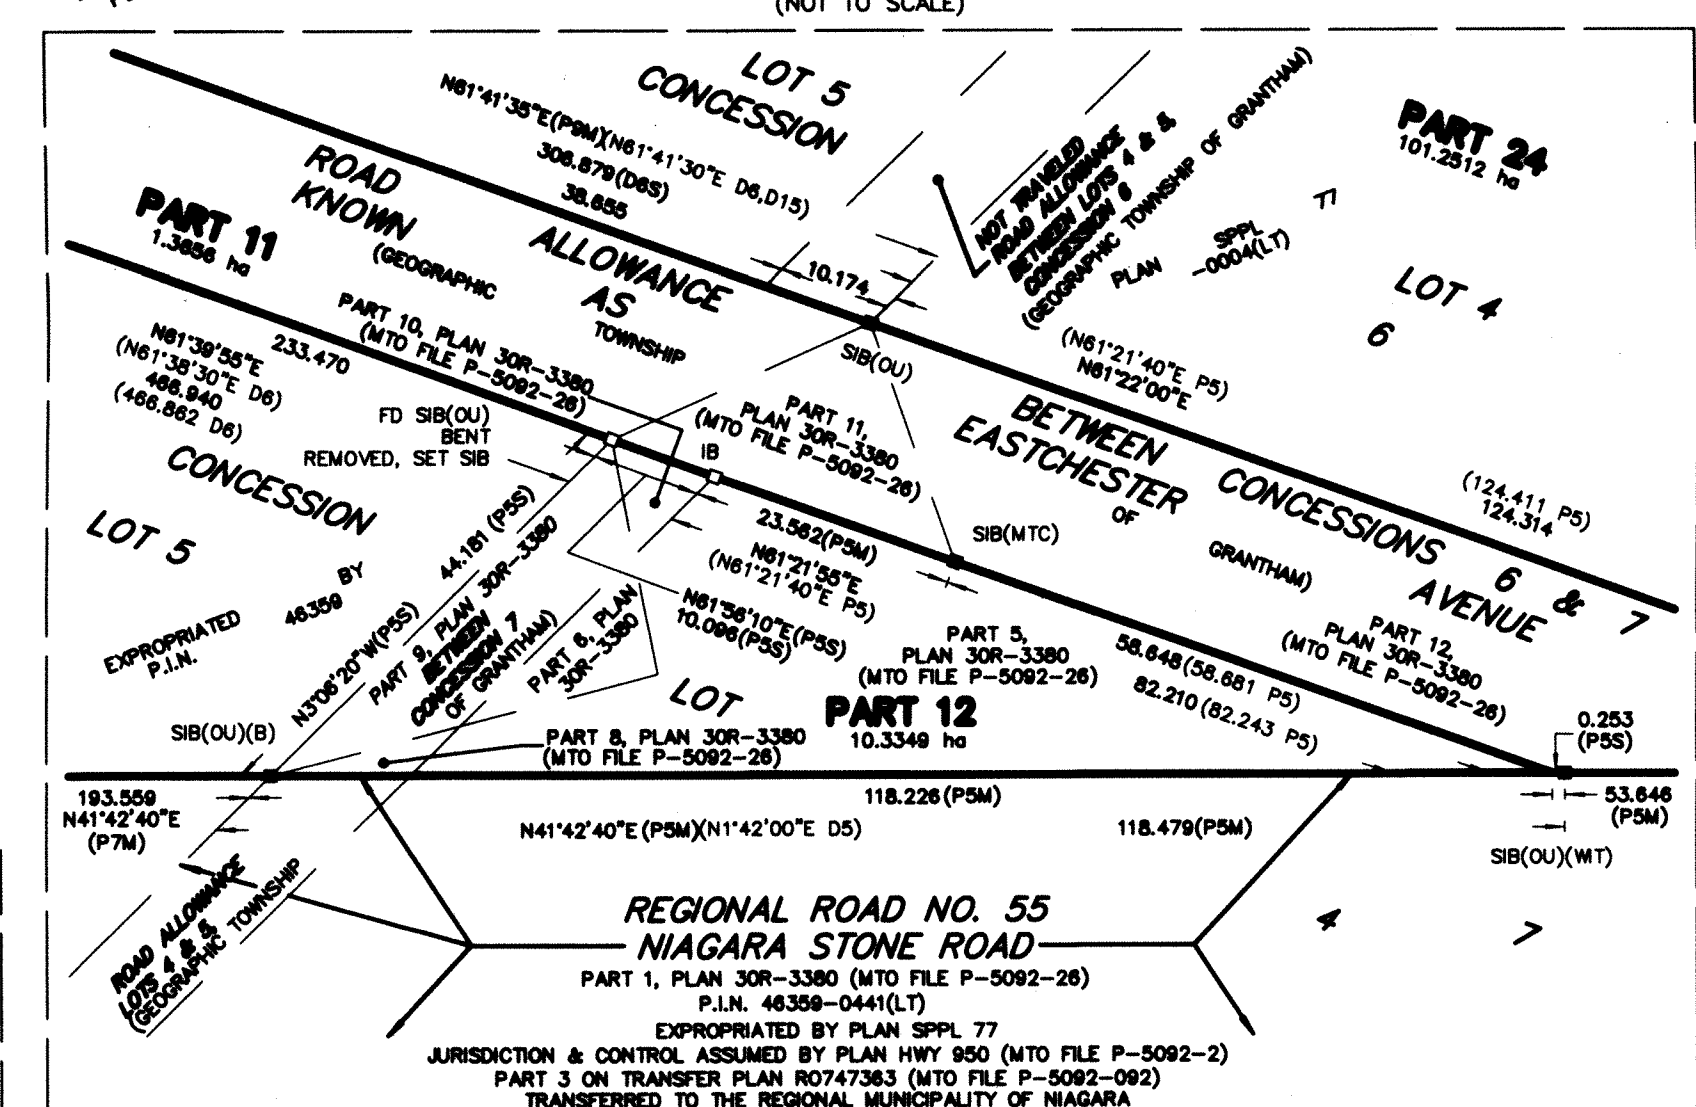 (NOT TO SCALE)
LOT 5
CONCESSION
N61°41'35"E(P9M)(N61°41'30"E D6,D15)
306.879(D6S)
38.655
ROAD
KNOWN
(GEOGRAPHIC
PART 11
1.3656 ha
ALLOWANCE
AS
TOWNSHIP
10.174
NOT TRAVELED
ROAD ALLOWANCE
BETWEEN LOTS 4 & 5,
CONCESSION 6
(GEOGRAPHIC TOWNSHIP OF GRANTHAM)
PART 24
101.2512 ha
PLAN
SPPL
77
-0004(LT)
LOT 4
6
PART 10, PLAN 30R-3380
(MTO FILE P-5092-26)
N61°39'55"E
(N61°38'30"E D6)
466.940
(466.862 D6)
233.470
SIB(OU)
(N61°21'40"E P5)
N61°22'00"E
FD SIB(OU)
BENT
REMOVED, SET SIB
IB
PART 11,
PLAN 30R-3380
(MTO FILE P-5092-26)
BETWEEN
EASTCHESTER
OF
CONCESSIONS
GRANTHAM)
6 & 7
AVENUE
(124.411 P5)
124.314
CONCESSION
LOT 5
EXPROPRIATED
P.I.N.
BY
46359
44.181 (P5S)
N3°06'20"W(P5S)
PART 9, PLAN 30R-3380
BETWEEN
CONCESSION 7
OF GRANTHAM)
PART 6, PLAN
30R-3380
23.562(P5M)
N61°21'55"E
(N61°21'40"E P5)
N61°56'10"E(P5S)
10.096(P5S)
SIB(MTC)
PART 5,
PLAN 30R-3380
(MTO FILE P-5092-26)
58.648(58.681 P5)
82.210(82.243 P5)
PART 12,
PLAN 30R-3380
(MTO FILE P-5092-26)
LOT
PART 12
10.3349 ha
0.253
(P5S)
SIB(OU)(B)
PART 8, PLAN 30R-3380
(MTO FILE P-5092-26)
193.559
N41°42'40"E
(P7M)
118.226(P5M)
N41°42'40"E(P5M)(N1°42'00"E D5)
118.479(P5M)
53.646
(P5M)
SIB(OU)(WIT)
ROAD ALLOWANCE
LOTS 4 & 5,
(GEOGRAPHIC TOWNSHIP
4
7
REGIONAL ROAD NO. 55
NIAGARA STONE ROAD
PART 1, PLAN 30R-3380 (MTO FILE P-5092-26)
P.I.N. 46359-0441(LT)
EXPROPRIATED BY PLAN SPPL 77
JURISDICTION & CONTROL ASSUMED BY PLAN HWY 950 (MTO FILE P-5092-2)
PART 3 ON TRANSFER PLAN RO747363 (MTO FILE P-5092-092)
TRANSFERRED TO THE REGIONAL MUNICIPALITY OF NIAGARA